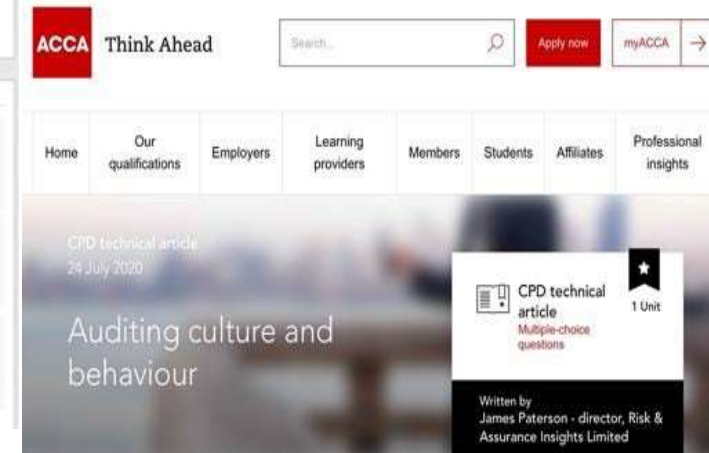 ACCA Think Ahead
Search...
Apply now
myACCA
Home
Our
qualifications
Employers
Learning
providers
Members
Students
Affiliates
Professional
insights
CPD technical article
24 July 2020
Auditing culture and
behaviour
CPD technical
article
Multiple-choice
questions
1 Unit
Written by
James Paterson - director, Risk &
Assurance Insights Limited